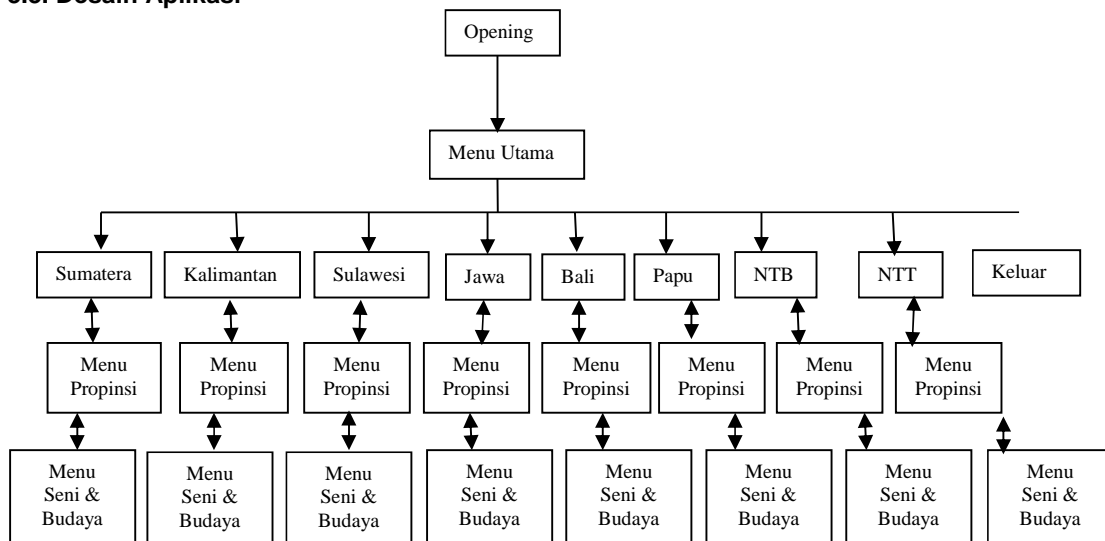 Opening
Menu Utama
Sumatera
Kalimantan
Sulawesi
Jawa
Bali
Papu
NTB
NTT
Keluar
Menu
Propinsi
Menu
Propinsi
Menu
Propinsi
Menu
Propinsi
Menu
Propinsi
Menu
Propinsi
Menu
Propinsi
Menu
Propinsi
Menu
Seni &
Budaya
Menu
Seni &
Budaya
Menu
Seni &
Budaya
Menu
Seni &
Budaya
Menu
Seni &
Budaya
Menu
Seni &
Budaya
Menu
Seni &
Budaya
Menu
Seni &
Budaya